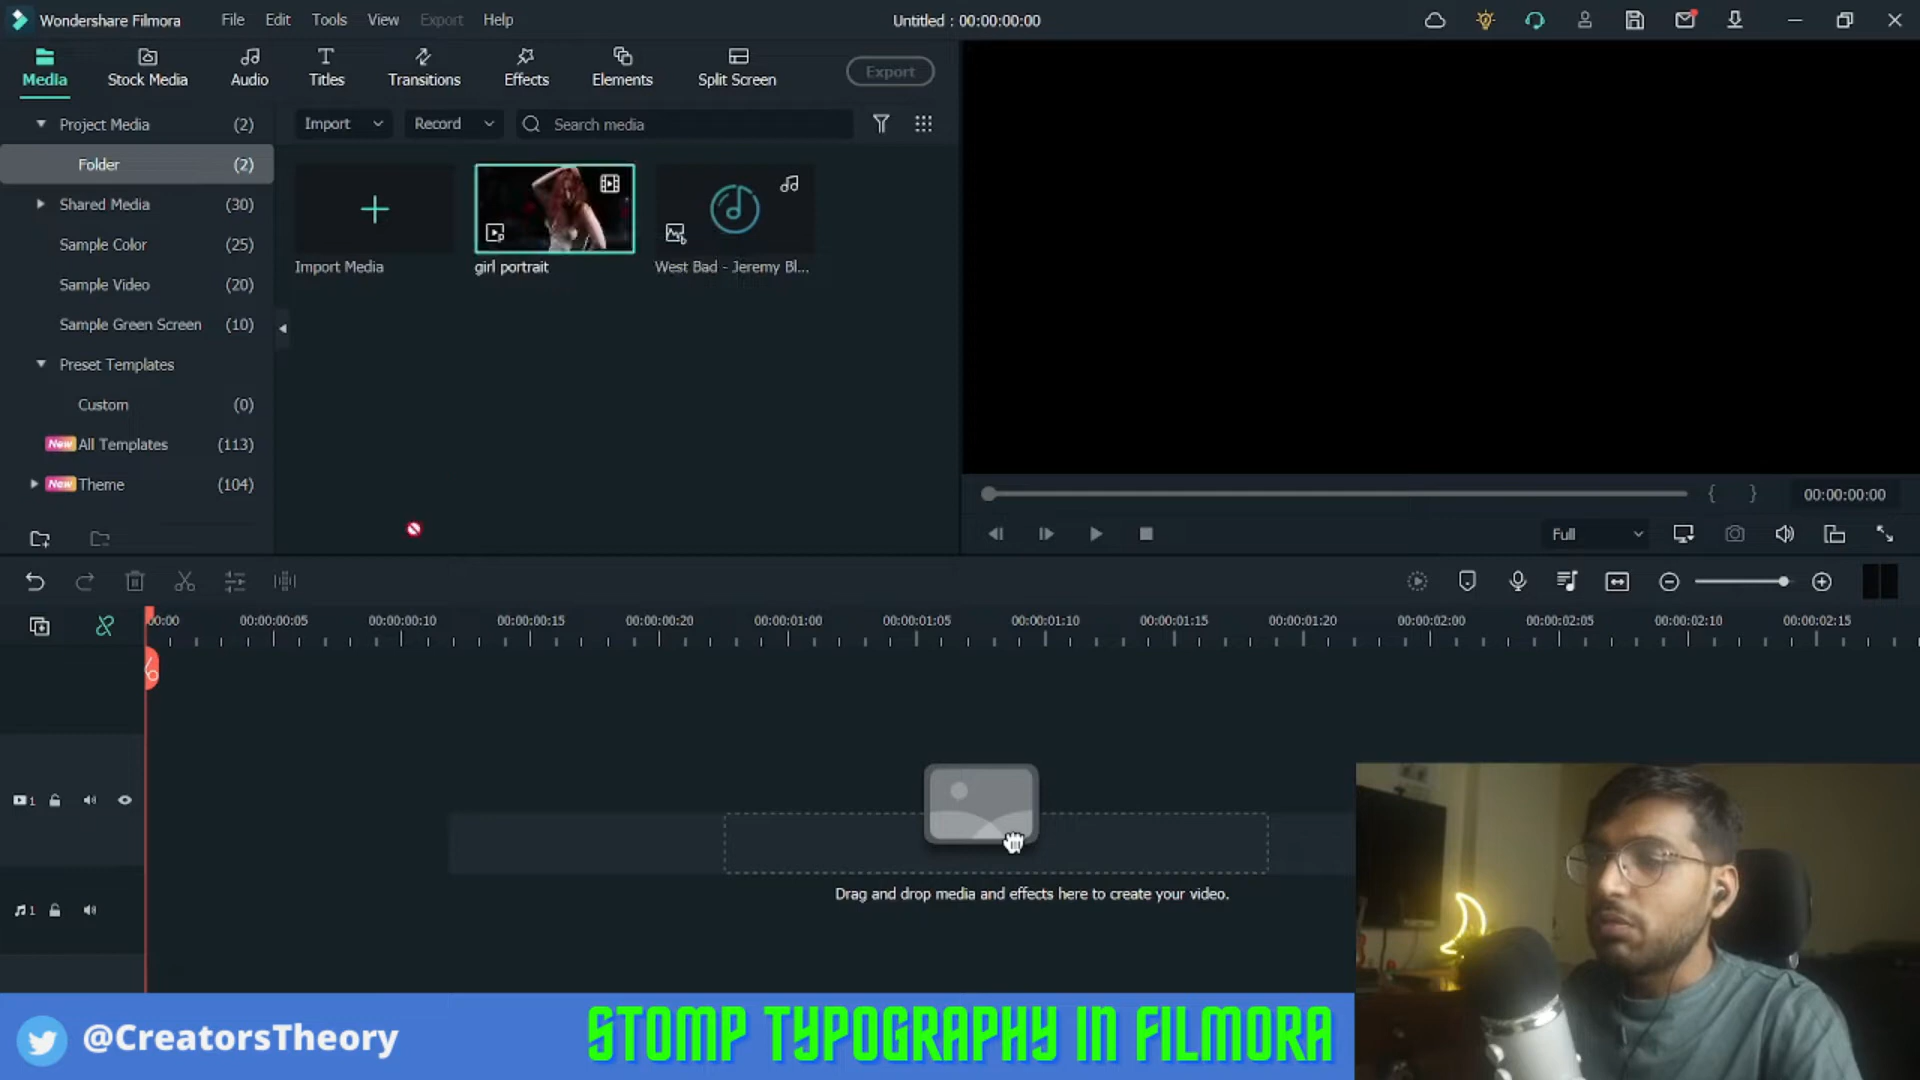 Wondershare Filmora File Edit Tools View Export Help Untitled : 00:00:00:00
Media Stock Media Audio Titles Transitions Effects Elements Split Screen Export
Project Media (2)
Folder (2)
Shared Media (30)
Sample Color (25)
Sample Video (20)
Sample Green Screen (10)
Preset Templates
Custom (0)
New All Templates (113)
New Theme (104)
Import Record Search media
Import Media girl portrait West Bad - Jeremy Bl...
00:00:00:00
Full
00:00 00:00:00:05 00:00:00:10 00:00:00:15 00:00:00:20 00:00:01:00 00:00:01:05 00:00:01:10 00:00:01:15 00:00:01:20 00:00:02:00 00:00:02:05 00:00:02:10 00:00:02:15
1
Drag and drop media and effects here to create your video.
1
@CreatorsTheory STOMP TYPOGRAPHY IN FILMORA